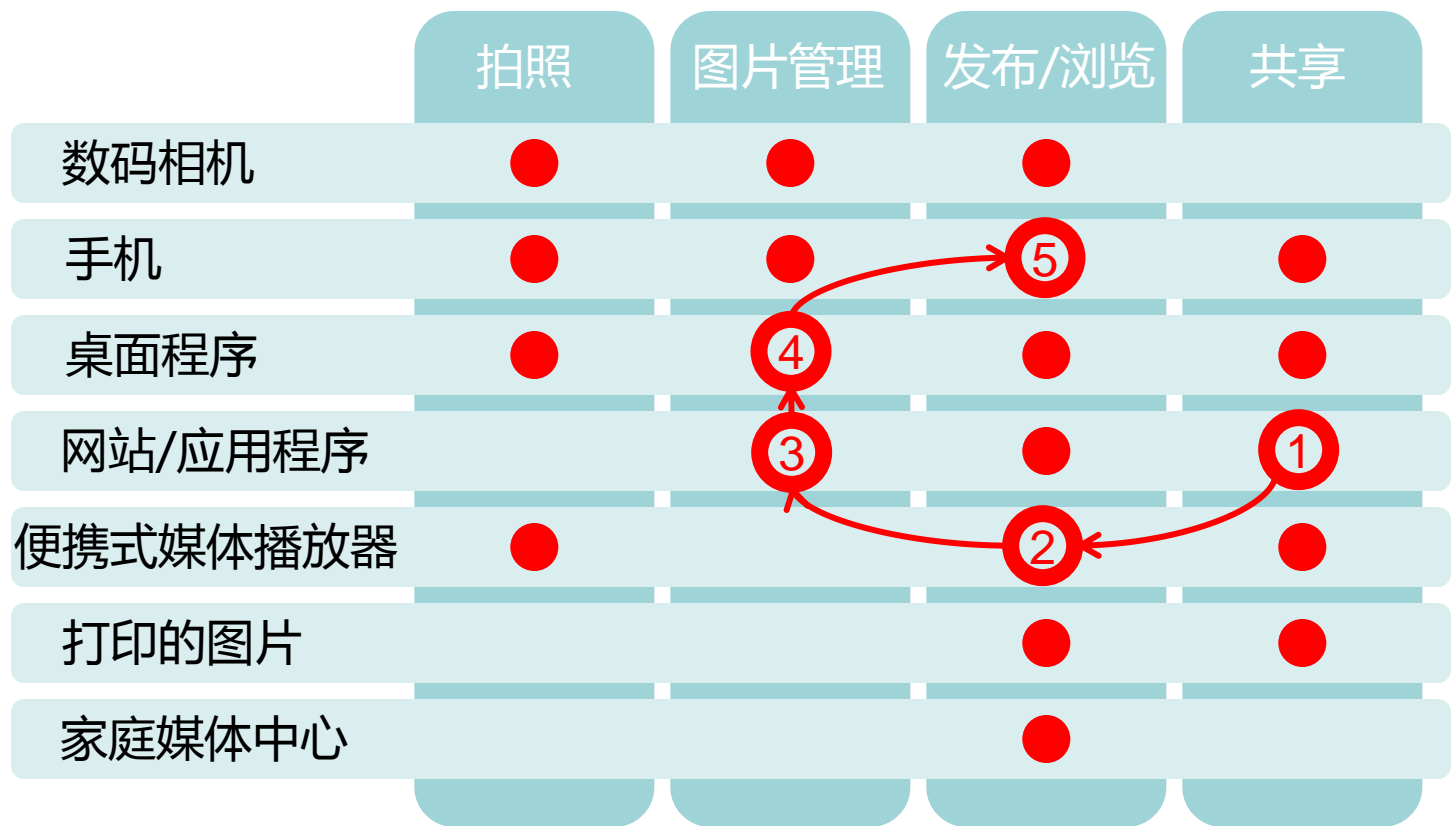 拍照
图片管理
发布/浏览
共享
数码相机
手机
5
桌面程序
4
网站/应用程序
3
1
便携式媒体播放器
2
打印的图片
家庭媒体中心